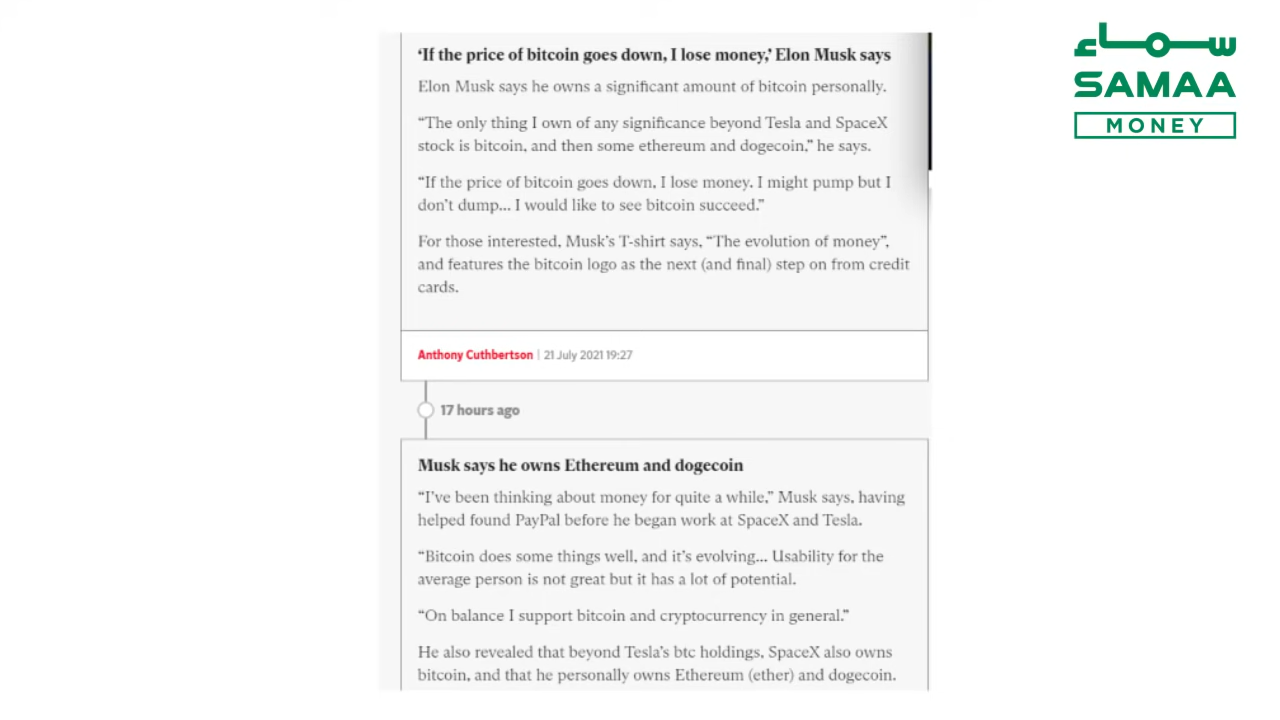 ‘If the price of bitcoin goes down, I lose money,’ Elon Musk says
Elon Musk says he owns a significant amount of bitcoin personally.
“The only thing I own of any significance beyond Tesla and SpaceX
stock is bitcoin, and then some ethereum and dogecoin,” he says.
“If the price of bitcoin goes down, I lose money. I might pump but I
don’t dump... I would like to see bitcoin succeed.”
For those interested, Musk’s T-shirt says, “The evolution of money”,
and features the bitcoin logo as the next (and final) step on from credit
cards.
Anthony Cuthbertson | 21 July 2021 19:27
17 hours ago
Musk says he owns Ethereum and dogecoin
“I’ve been thinking about money for quite a while,” Musk says, having
helped found PayPal before he began work at SpaceX and Tesla.
“Bitcoin does some things well, and it’s evolving... Usability for the
average person is not great but it has a lot of potential.
“On balance I support bitcoin and cryptocurrency in general.”
He also revealed that beyond Tesla’s btc holdings, SpaceX also owns
bitcoin, and that he personally owns Ethereum (ether) and dogecoin.
سماء
SAMAA
MONEY